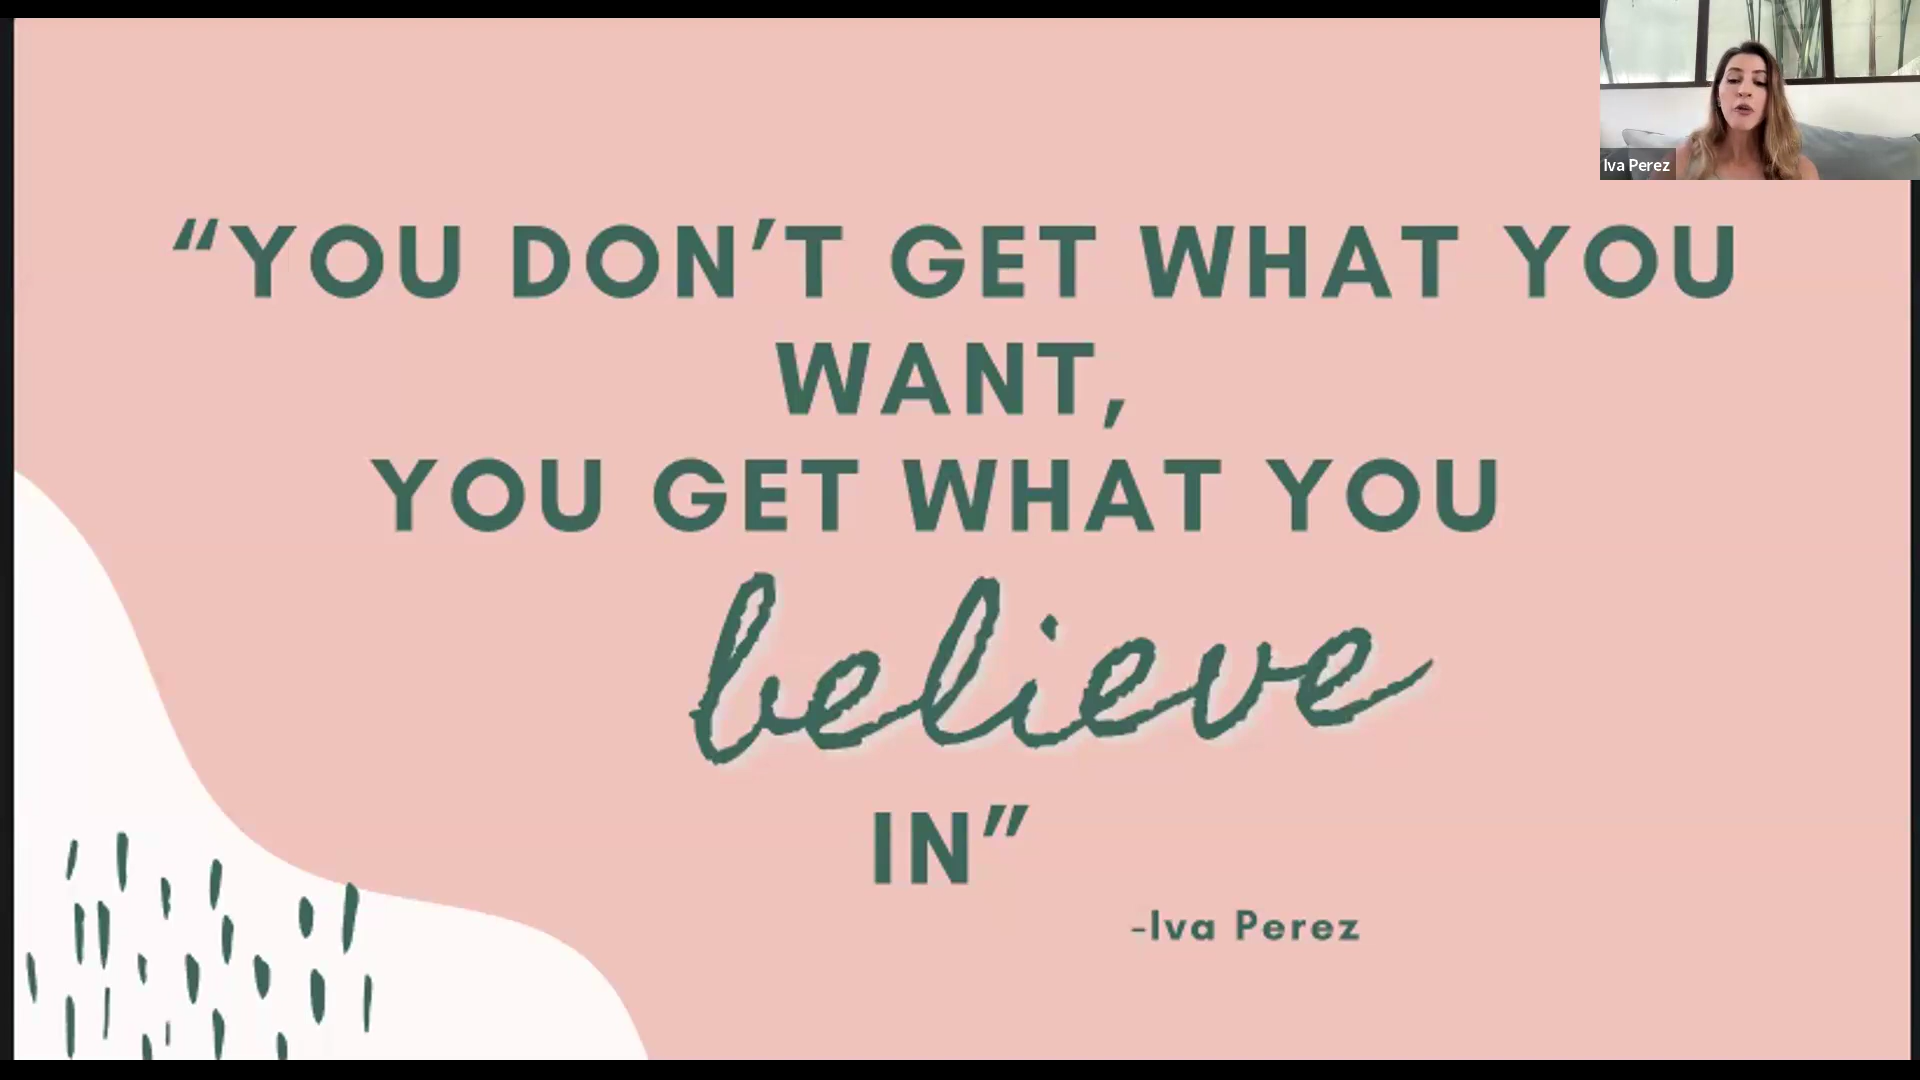 Iva Perez
“YOU DON’T GET WHAT YOU
WANT,
YOU GET WHAT YOU
believe
IN”
-Iva Perez